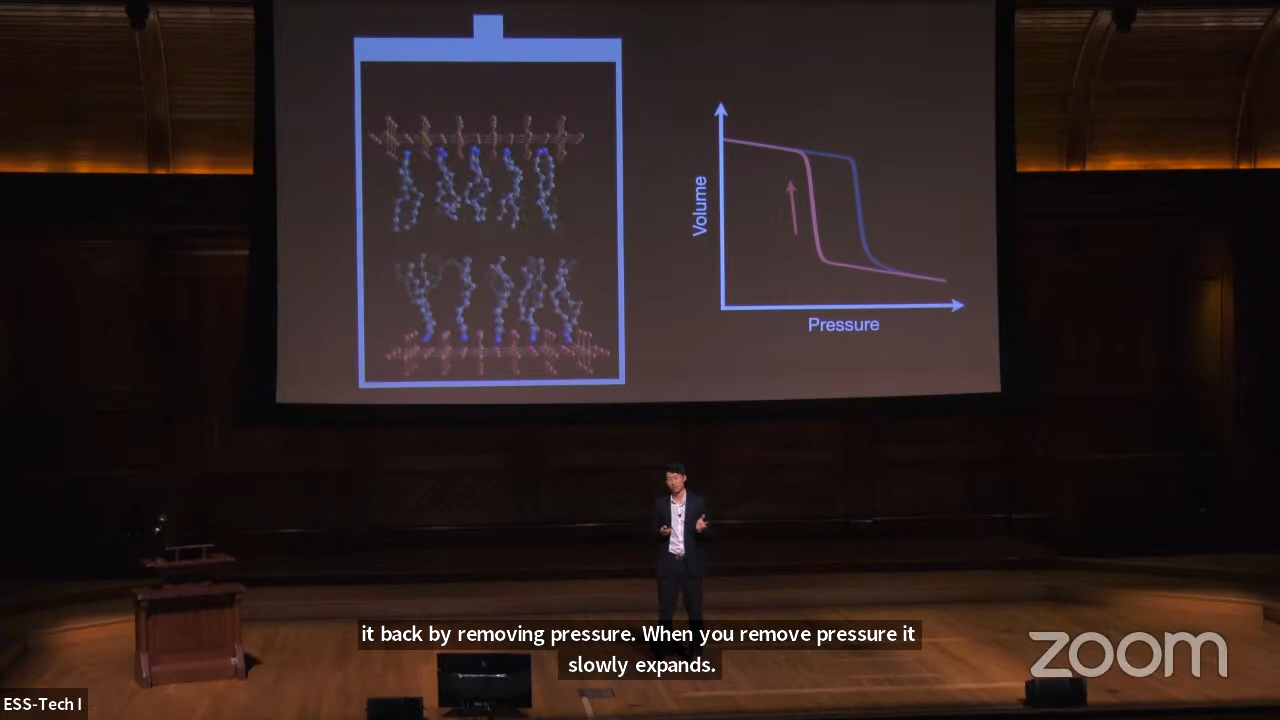 Volume
Pressure
it back by removing pressure. When you remove pressure it
slowly expands.
zoom
ESS-Tech I